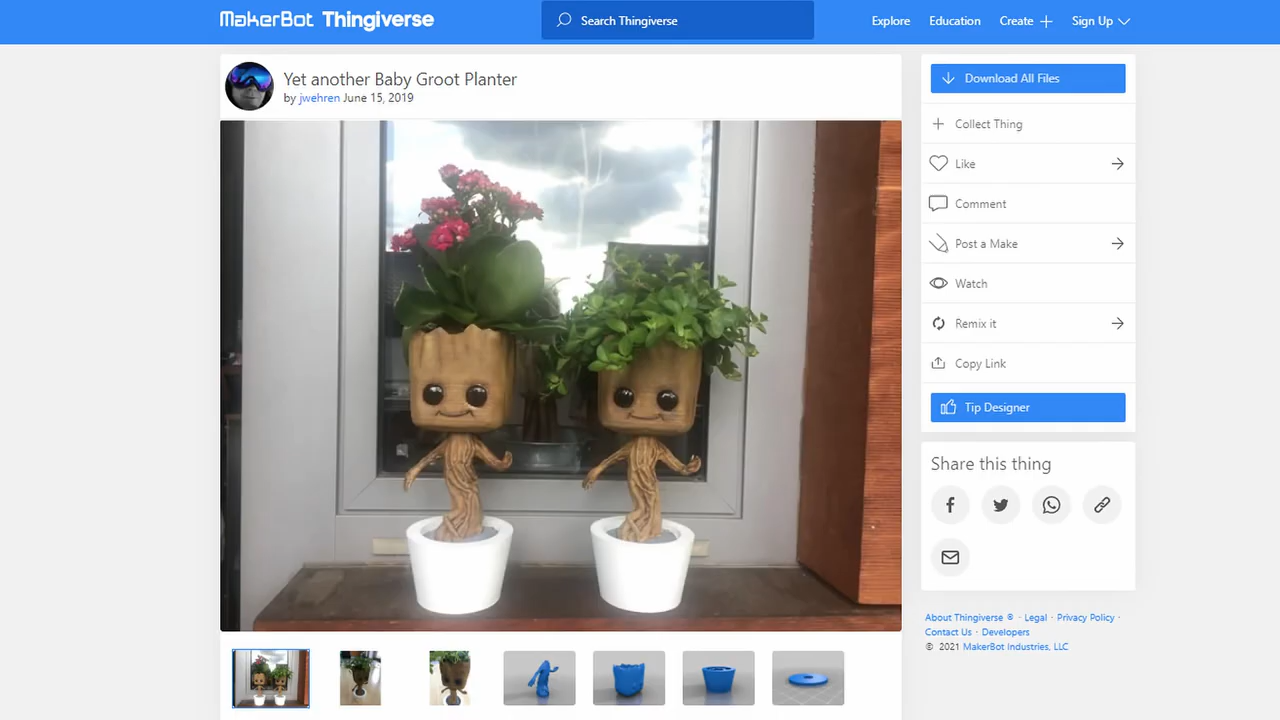 MakerBot Thingiverse
Search Thingiverse
Explore
Education
Create
Sign Up
Yet another Baby Groot Planter
by jwehren June 15, 2019
Download All Files
Collect Thing
Like
Comment
Post a Make
Watch
Remix it
Copy Link
Tip Designer
Share this thing
About Thingiverse ® · Legal · Privacy Policy ·
Contact Us · Developers
© 2021 MakerBot Industries, LLC